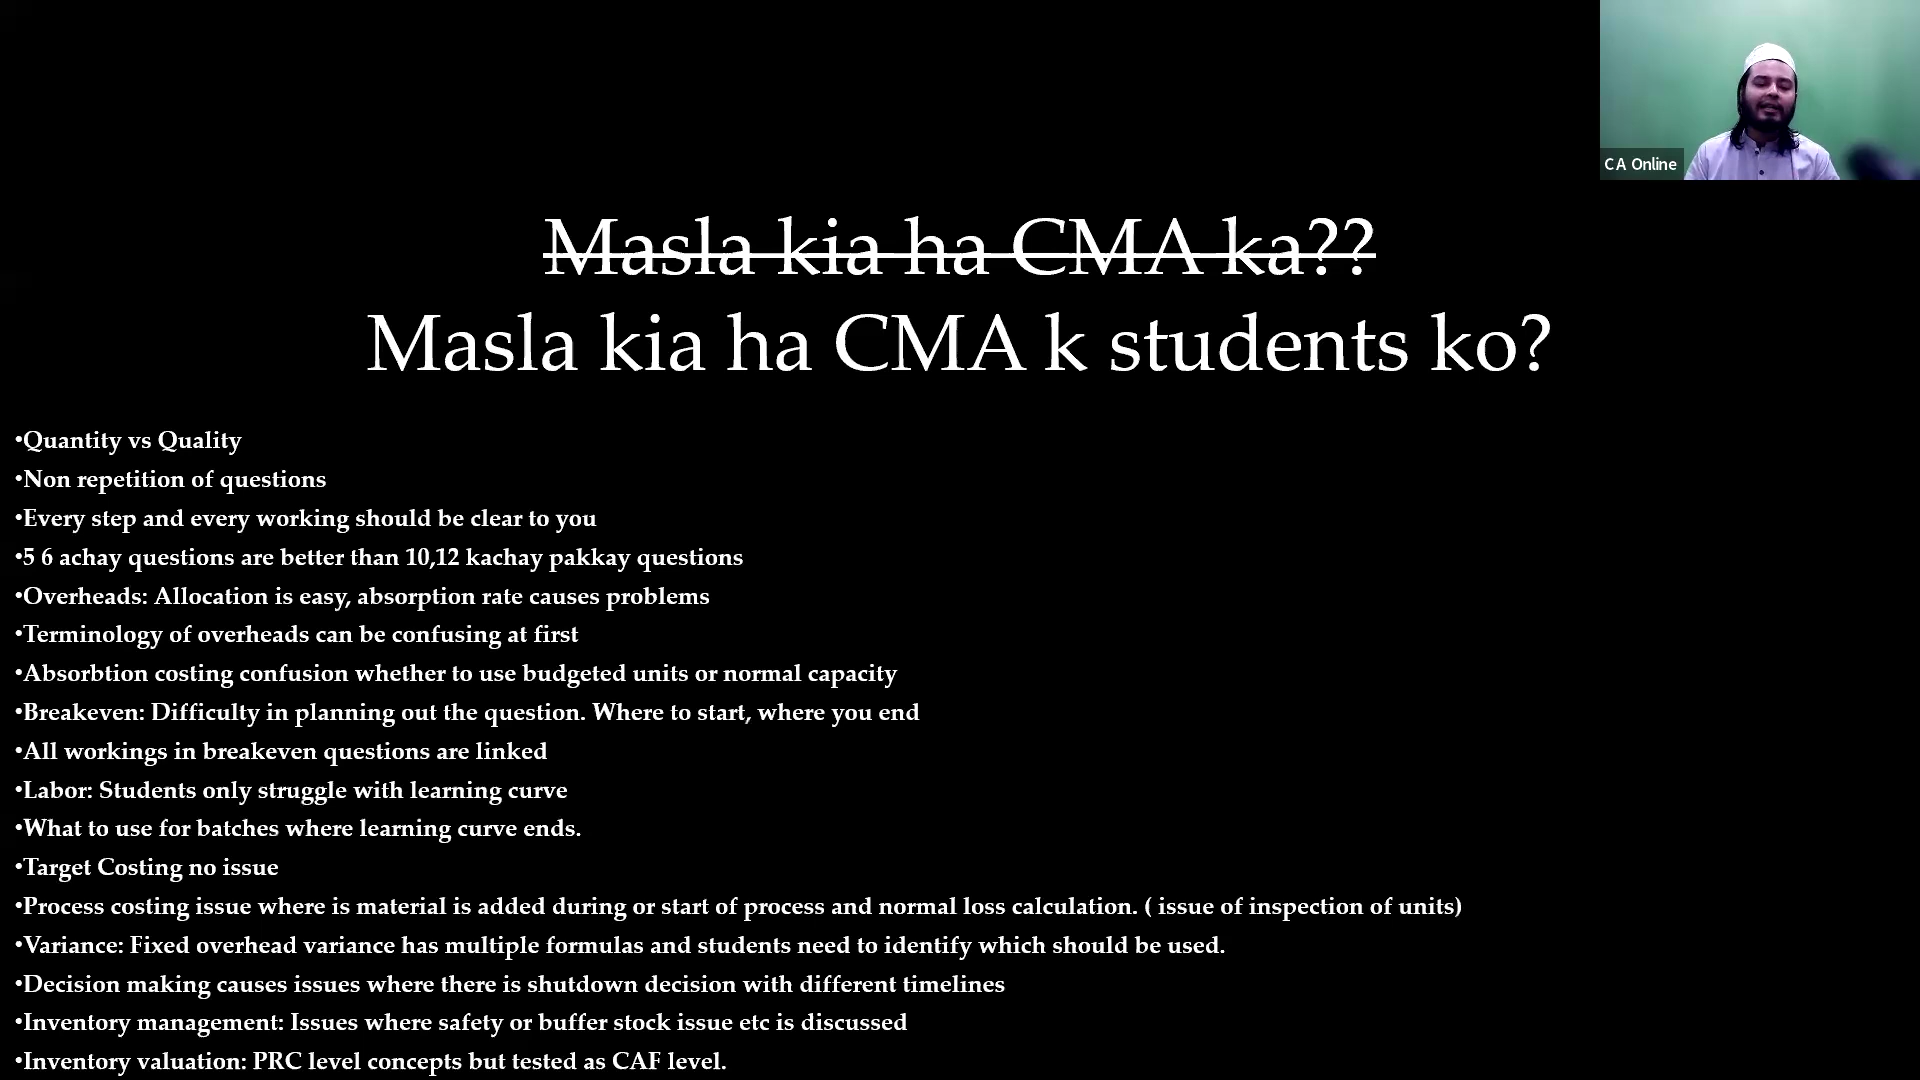 C A Online
Masla kia ha CMA ka??
Masla kia ha CMA k students ko?
•Quantity vs Quality
•Non repetition of questions
•Every step and every working should be clear to you
•5 6 achay questions are better than 10,12 kachay pakkay questions
•Overheads: Allocation is easy, absorption rate causes problems
•Terminology of overheads can be confusing at first
•Absorbtion costing confusion whether to use budgeted units or normal capacity
•Breakeven: Difficulty in planning out the question. Where to start, where you end
•All workings in breakeven questions are linked
•Labor: Students only struggle with learning curve
•What to use for batches where learning curve ends.
•Target Costing no issue
•Process costing issue where is material is added during or start of process and normal loss calculation. ( issue of inspection of units)
•Variance: Fixed overhead variance has multiple formulas and students need to identify which should be used.
•Decision making causes issues where there is shutdown decision with different timelines
•Inventory management: Issues where safety or buffer stock issue etc is discussed
•Inventory valuation: PRC level concepts but tested as CAF level.